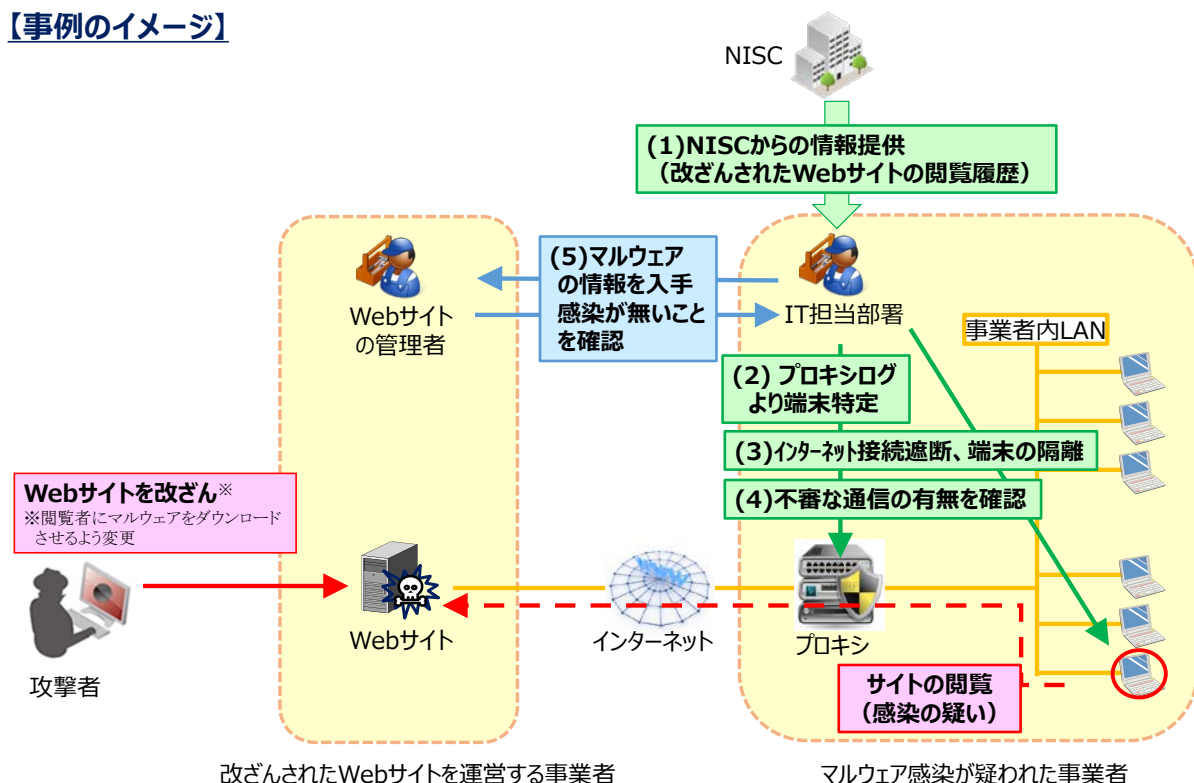 【事例のイメージ】
NISC
(1)NISCからの情報提供
（改ざんされたWebサイトの閲覧履歴）
(5)マルウェア
の情報を入手
感染が無いこと
を確認
Webサイト
の管理者
IT担当部署
事業者内LAN
(2) プロキシログ
より端末特定
(3)インターネット接続遮断、端末の隔離
(4)不審な通信の有無を確認
Webサイトを改ざん※
※閲覧者にマルウェアをダウンロード
させるよう変更
攻撃者
Webサイト
WWW
インターネット
プロキシ
サイトの閲覧
（感染の疑い）
改ざんされたWebサイトを運営する事業者
マルウェア感染が疑われた事業者